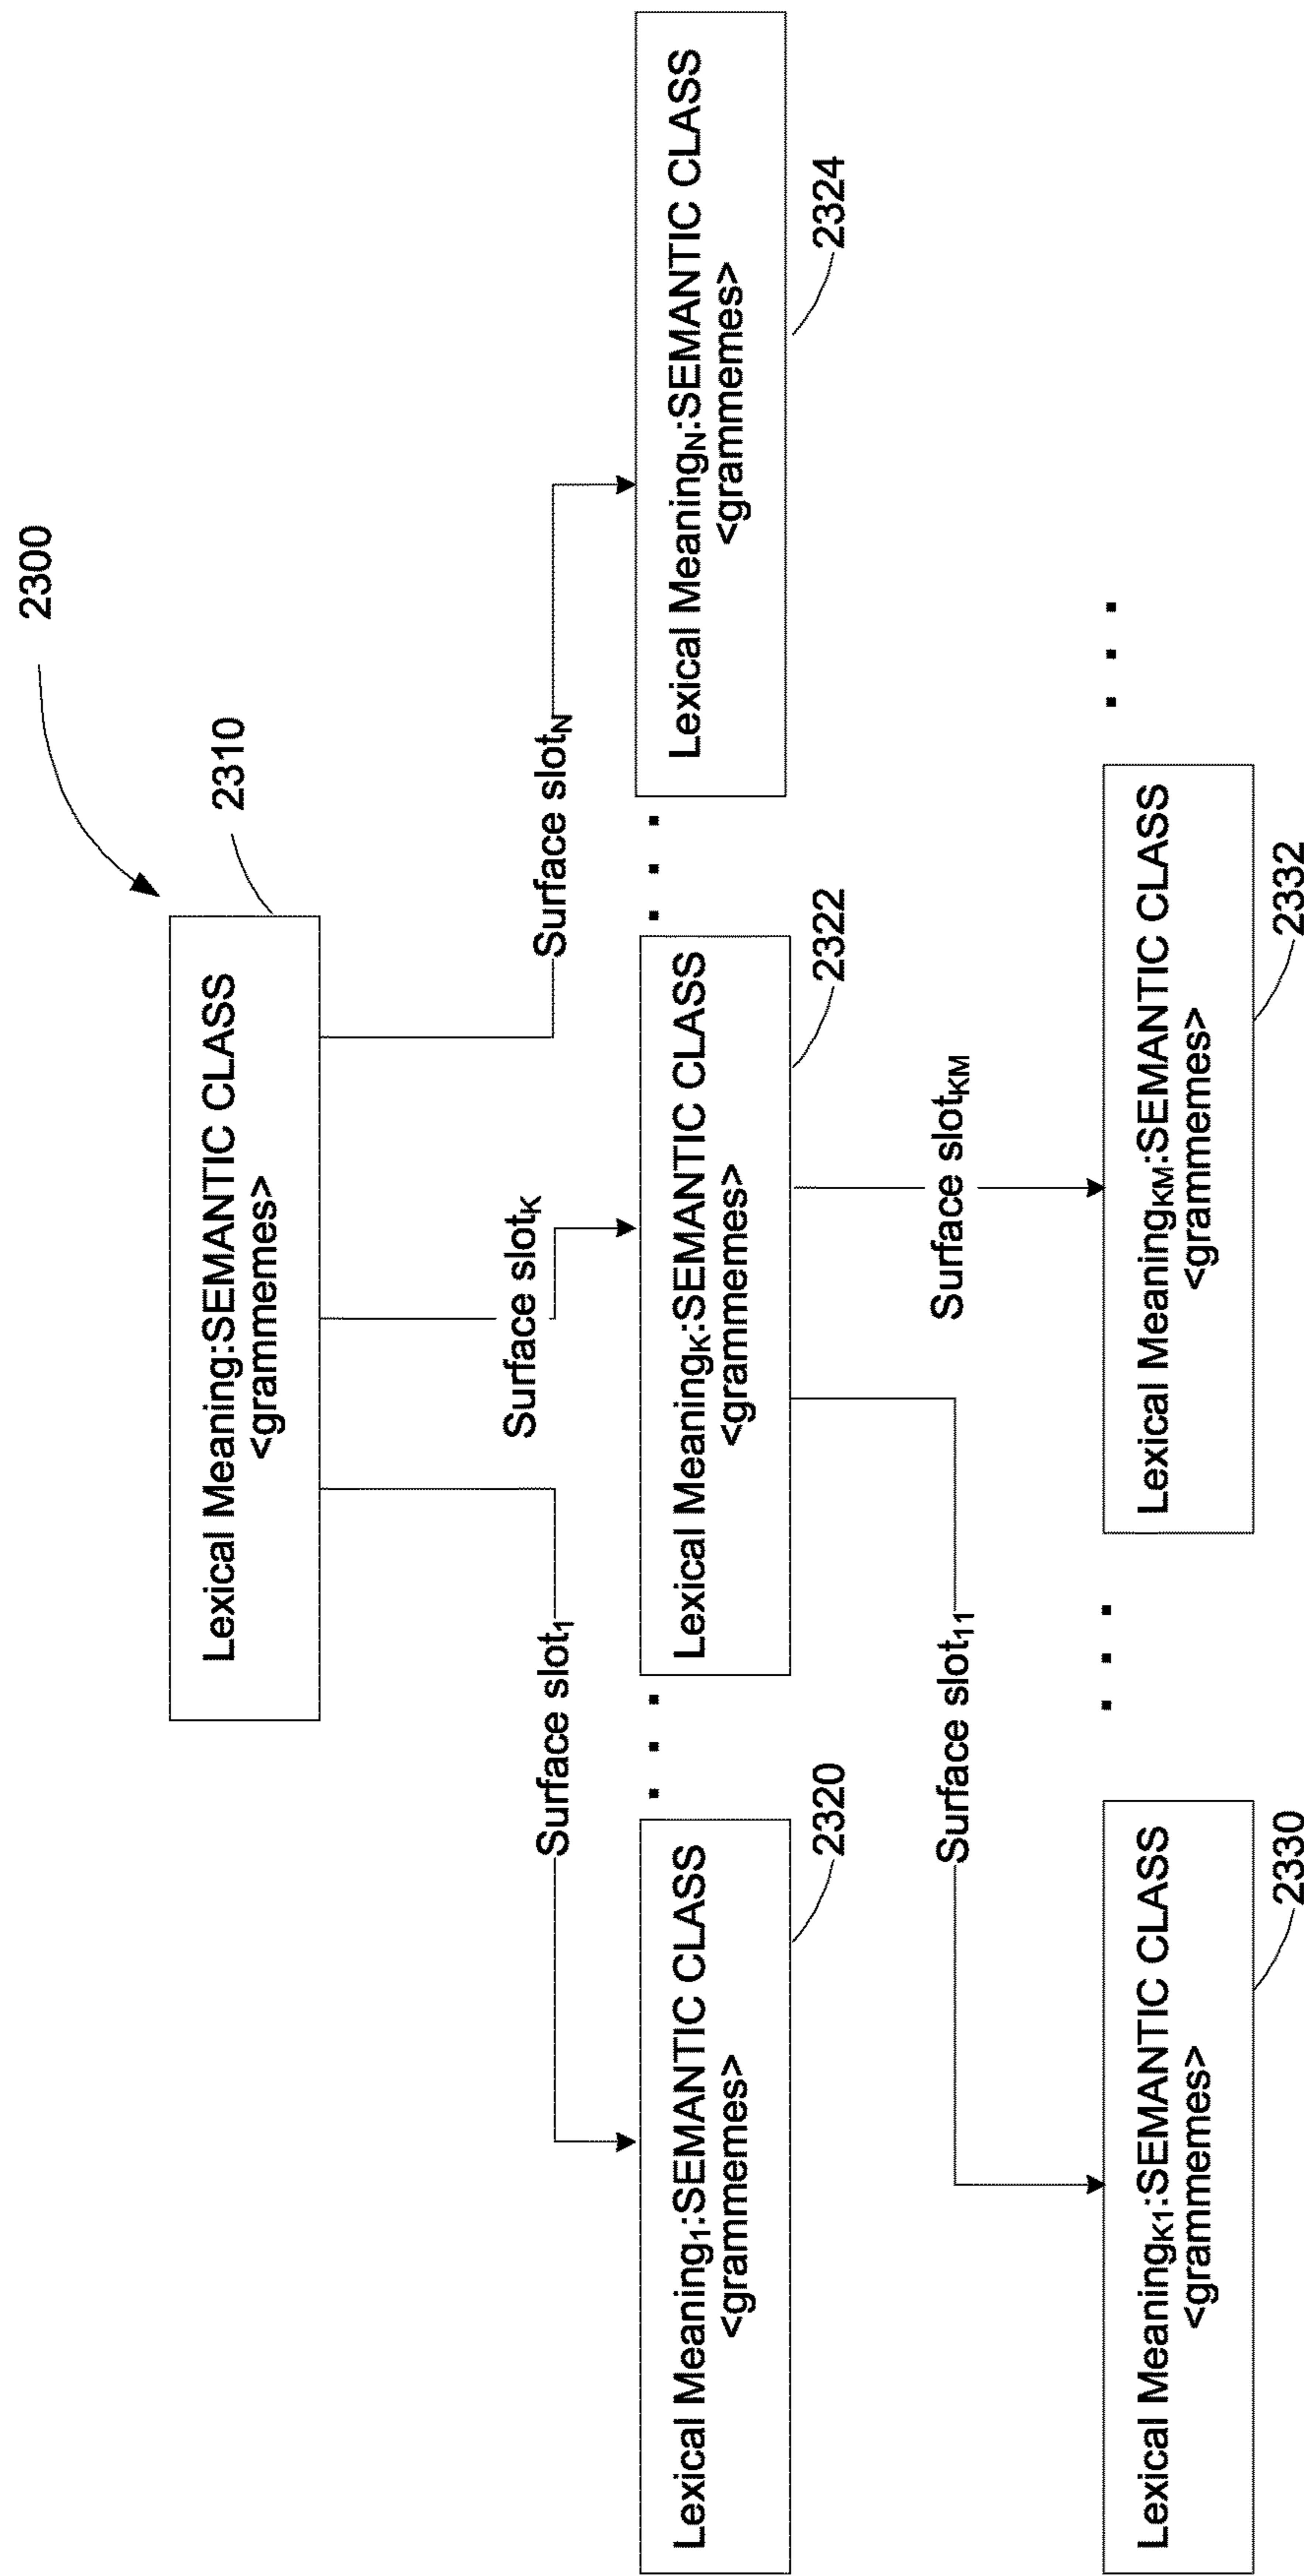 2300
2310
Lexical Meaning:SEMANTIC CLASS
<grammemes>
Surface slot₁
Surface slotK
Surface slotN
Lexical Meaning₁:SEMANTIC CLASS
<grammemes>
2320
. . .
Lexical MeaningK:SEMANTIC CLASS
<grammemes>
2322
. . .
Lexical MeaningN:SEMANTIC CLASS
<grammemes>
2324
Surface slot₁₁
Surface slotKM
Lexical MeaningK1:SEMANTIC CLASS
<grammemes>
2330
. . .
Lexical MeaningKM:SEMANTIC CLASS
<grammemes>
2332
. . .